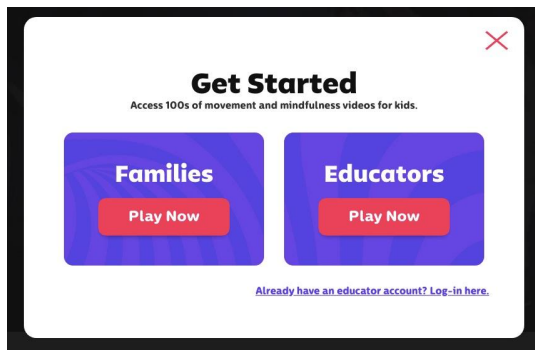 Get Started
Access 100s of movement and mindfulness videos for kids.
Families
Play Now
Educators
Play Now
Already have an educator account? Log-in here.